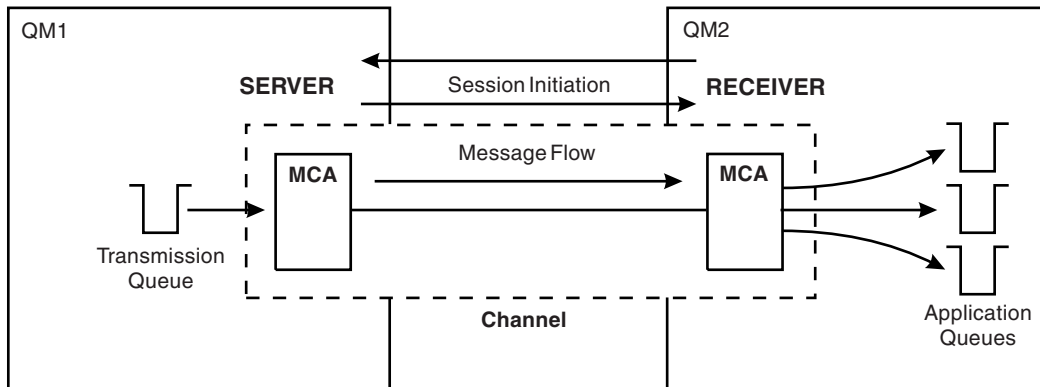 QM1
QM2
SERVER
Session Initiation
RECEIVER
Message Flow
MCA
MCA
Transmission
Queue
Channel
Application
Queues